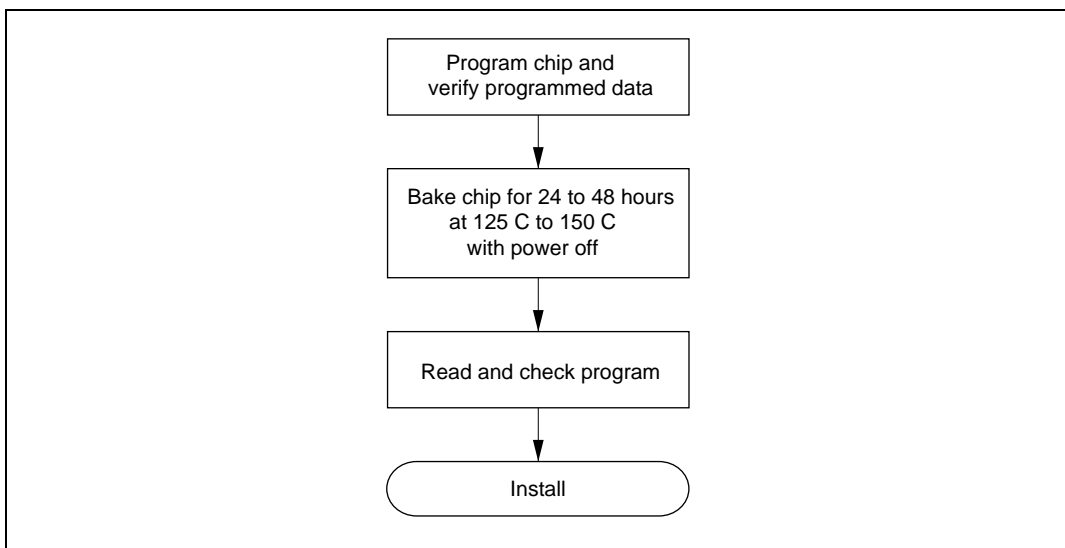 Program chip and
verify programmed data
Bake chip for 24 to 48 hours
at 125 C to 150 C
with power off
Read and check program
Install